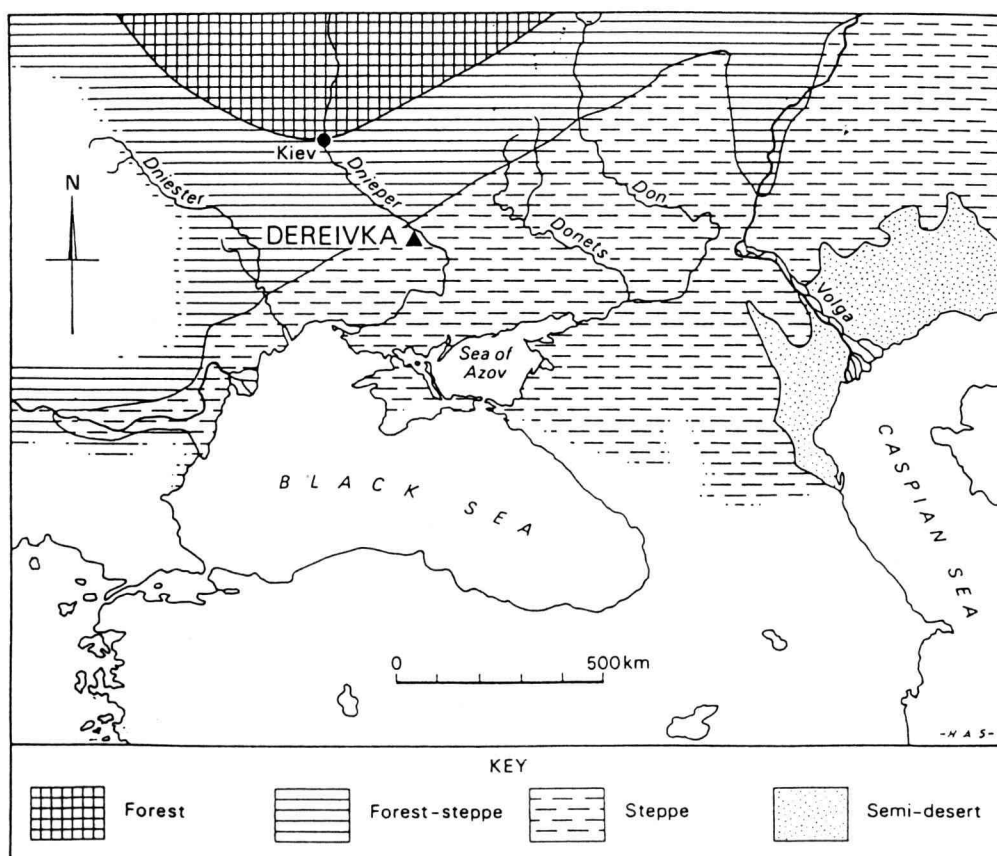 Kiev
Dniester
Dnieper
Don
N
DEREIVKA
Donets
Volga
Sea of
Azov
BLACK SEA
CASPIAN SEA
0 500km
-HAS-
KEY
Forest
Forest-steppe
Steppe
Semi-desert